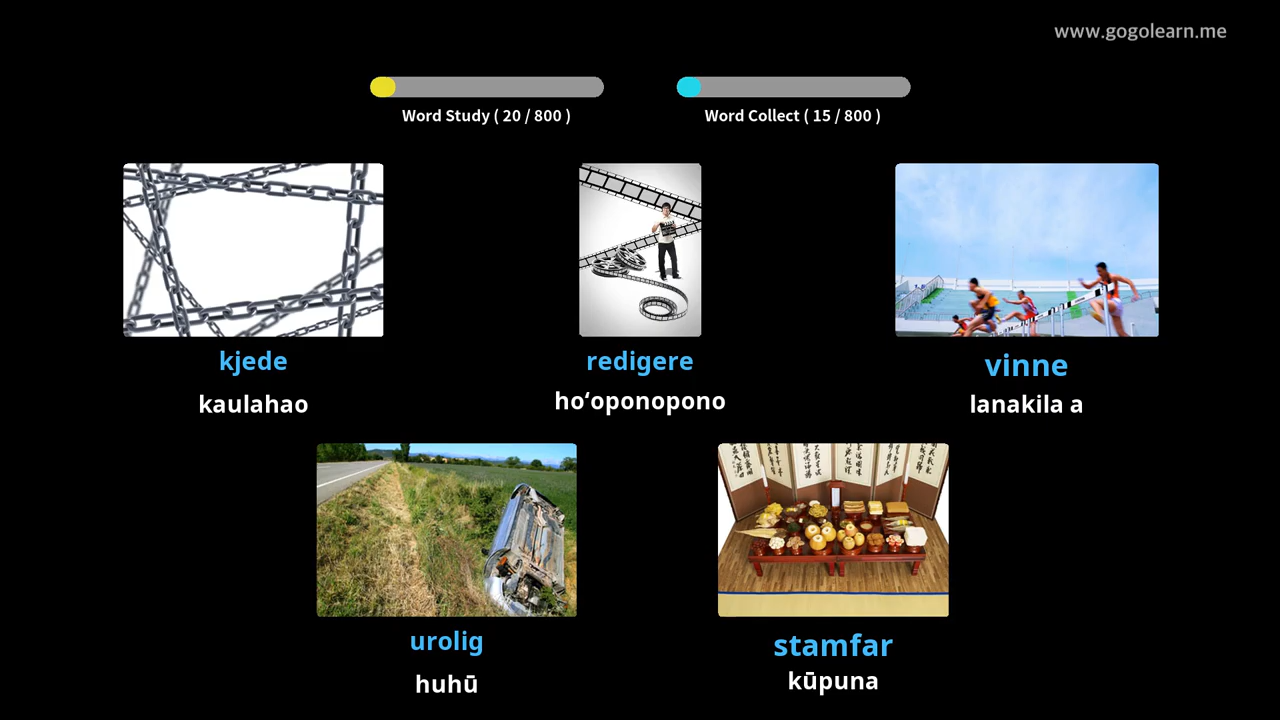 www.gogolearn.me
Word Study ( 20 / 800 )
Word Collect ( 15 / 800 )
kjede
kaulahao
redigere
hoʻoponopono
vinne
lanakila a
urolig
huhū
stamfar
kūpuna